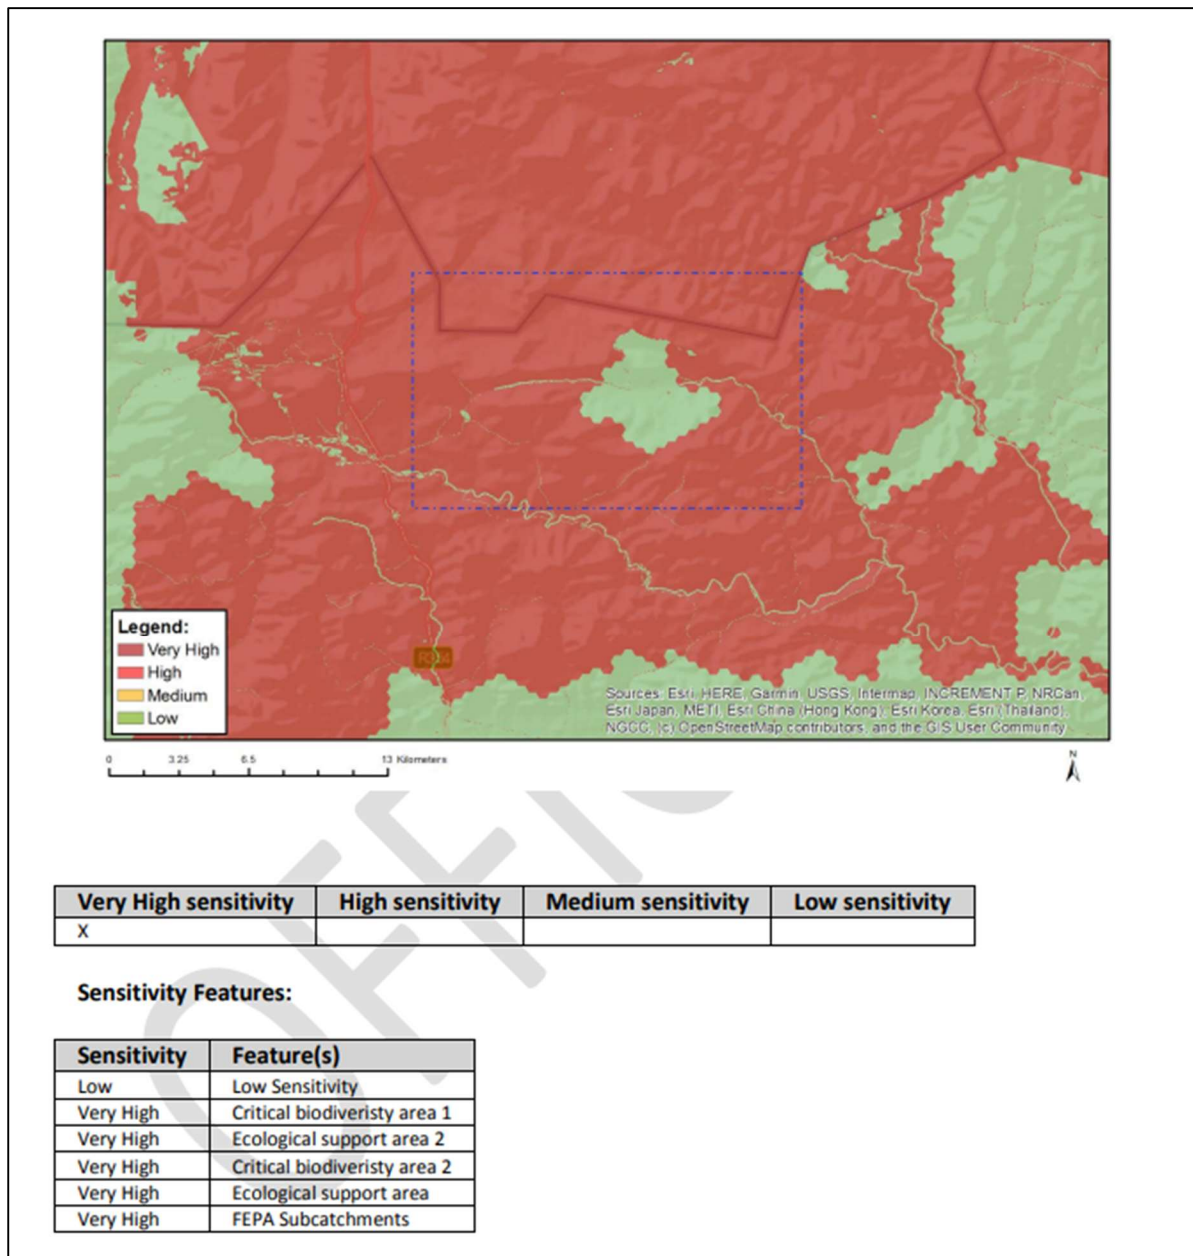 Legend:
Very High
High
Medium
Low
Sources: Esri, HERE, Garmin, USGS, Intermap, INCREMENT P, NRCan,
Esri Japan, METI, Esri China (Hong Kong), Esri Korea, Esri (Thailand),
NGCC, (c) OpenStreetMap contributors, and the GIS User Community
0 3.25 6.5 13 Kilometers
N
Very High sensitivity High sensitivity Medium sensitivity Low sensitivity
X
Sensitivity Features:
Sensitivity Feature(s)
Low Low Sensitivity
Very High Critical biodiveristy area 1
Very High Ecological support area 2
Very High Critical biodiveristy area 2
Very High Ecological support area
Very High FEPA Subcatchments